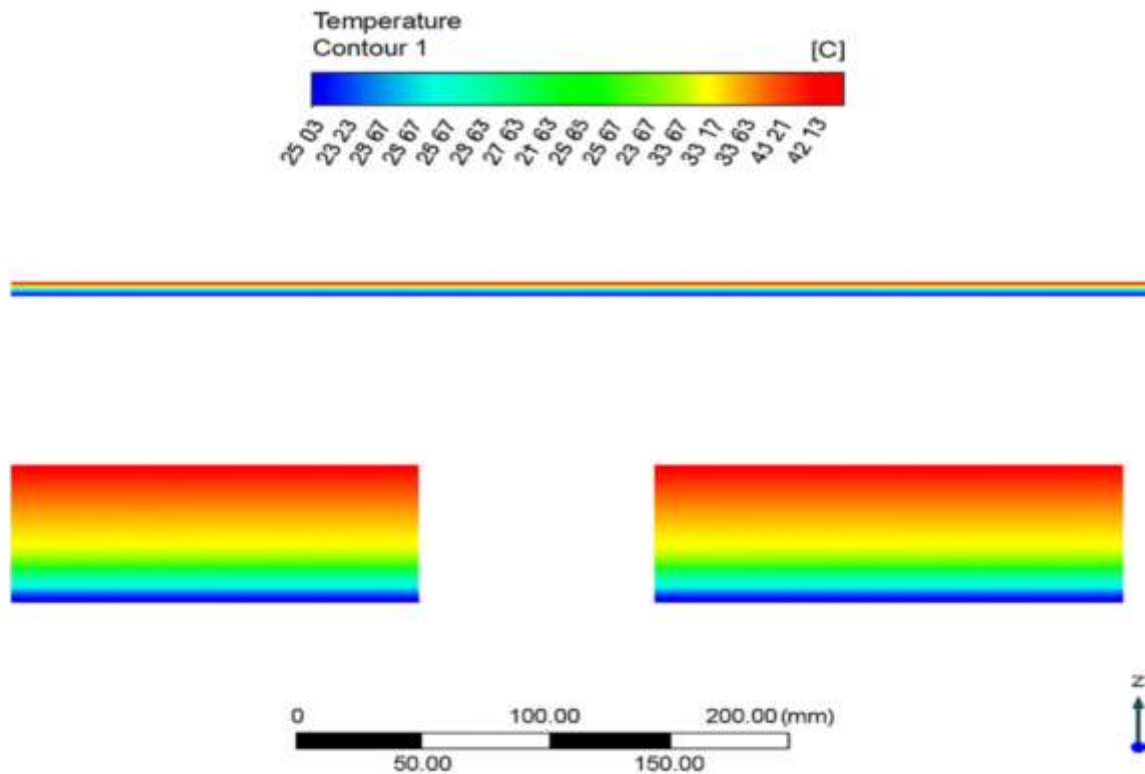 Temperature
Contour 1 [C]
25 03 23 23 28 67 25 67 28 67 29 63 27 63 21 63 25 85 25 67 23 67 33 67 33 17 33 63 43 21 42 13
0 100.00 200.00 (mm)
50.00 150.00
Z